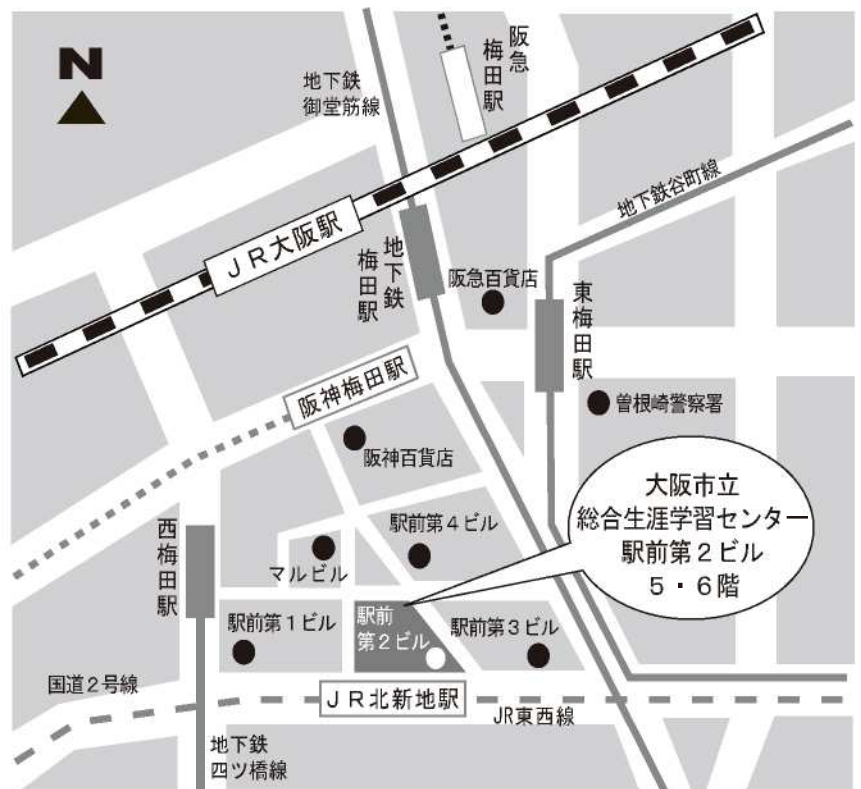 N
地下鉄
御堂筋線
阪急
梅田駅
地下鉄谷町線
JR大阪駅
地下鉄
梅田駅
阪急百貨店
東梅田駅
阪神梅田駅
曽根崎警察署
阪神百貨店
大阪市立
総合生涯学習センター
駅前第2ビル
5・6階
西梅田駅
駅前第4ビル
マルビル
駅前第1ビル
駅前
第2ビル
駅前第3ビル
国道2号線
JR北新地駅
JR東西線
地下鉄
四ツ橋線